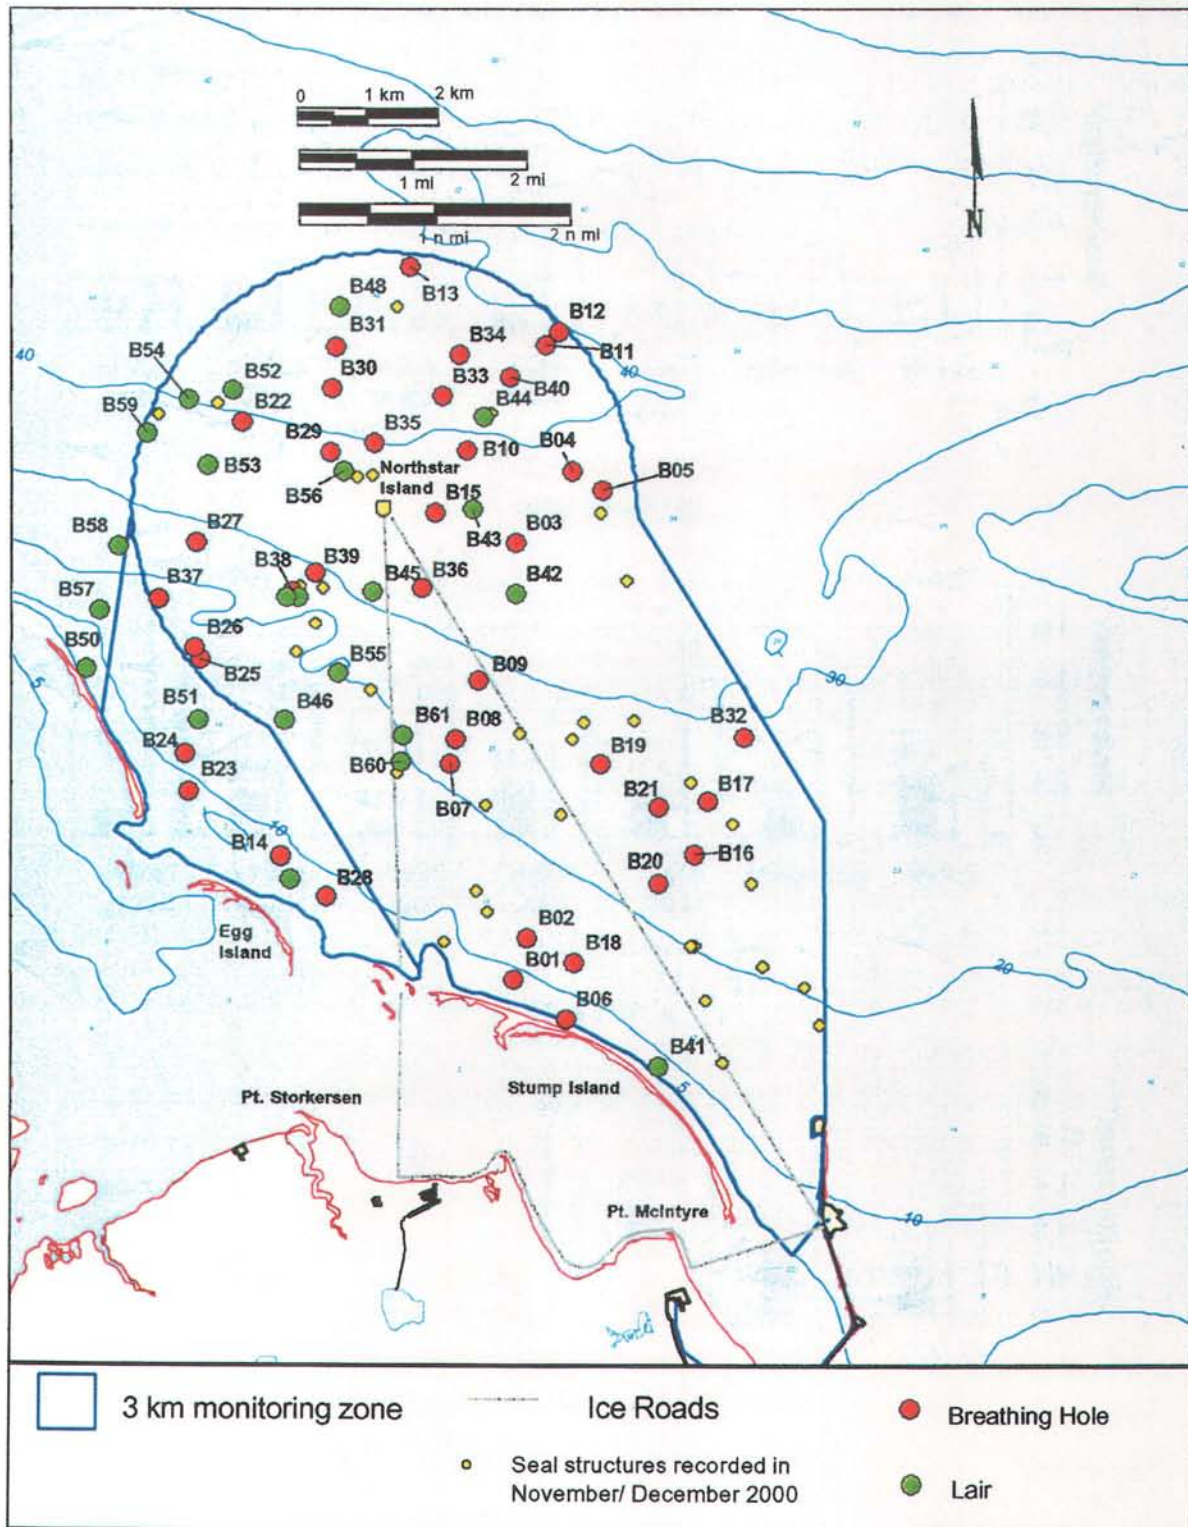 0 1 km 2 km
1 mi 2 mi
1 n mi 2 n mi
N
B48
B13
B31
B12
B34
B11
40
B54
B52
B30
B33
B40
40
B59
B22
B44
B29
B35
B10
B04
B53
Northstar
Island
B05
B56
B15
B58
B27
B43
B03
B38
B39
B45
B36
B42
B57
B37
B26
B50
B25
B55
B09
30
5
B51
B46
B61
B08
B32
B24
B60
B19
B23
B07
B21
B17
10
B14
B20
B16
B28
Egg
Island
B02
B18
B01
20
B06
B41
Stump Island
5
Pt. Storkersen
Pt. McIntyre
10
3 km monitoring zone
Ice Roads
Breathing Hole
Seal structures recorded in
November/ December 2000
Lair